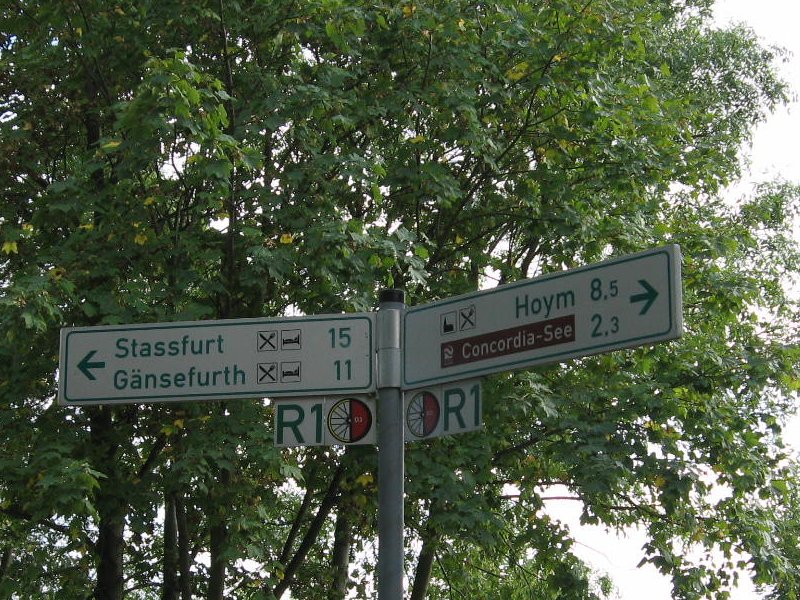 Stassfurt 15
Gänsefurth 11
Hoym 8,5
Concordia-See 2,3
R1
R1